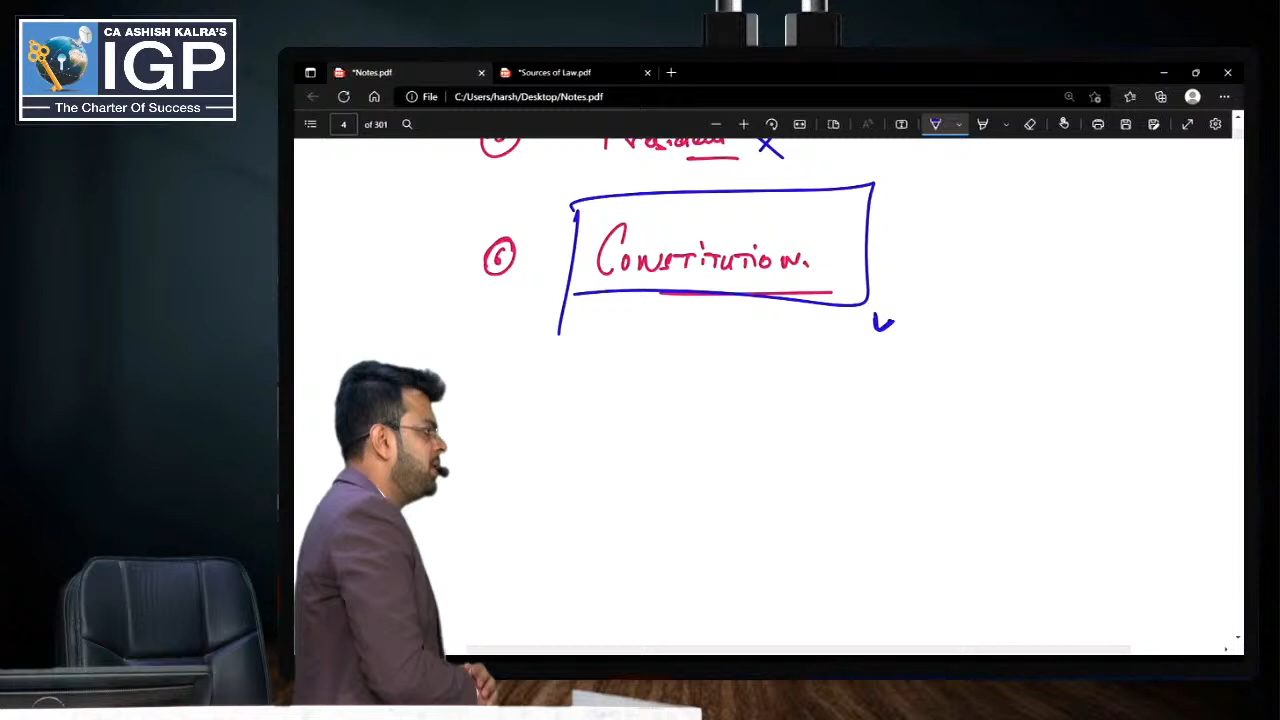 CA ASHISH KALRA'S
IGP
The Charter Of Success
*Notes.pdf
*Sources of Law.pdf
File
C:/Users/harsh/Desktop/Notes.pdf
4
of 301
President X
6
Constitution.